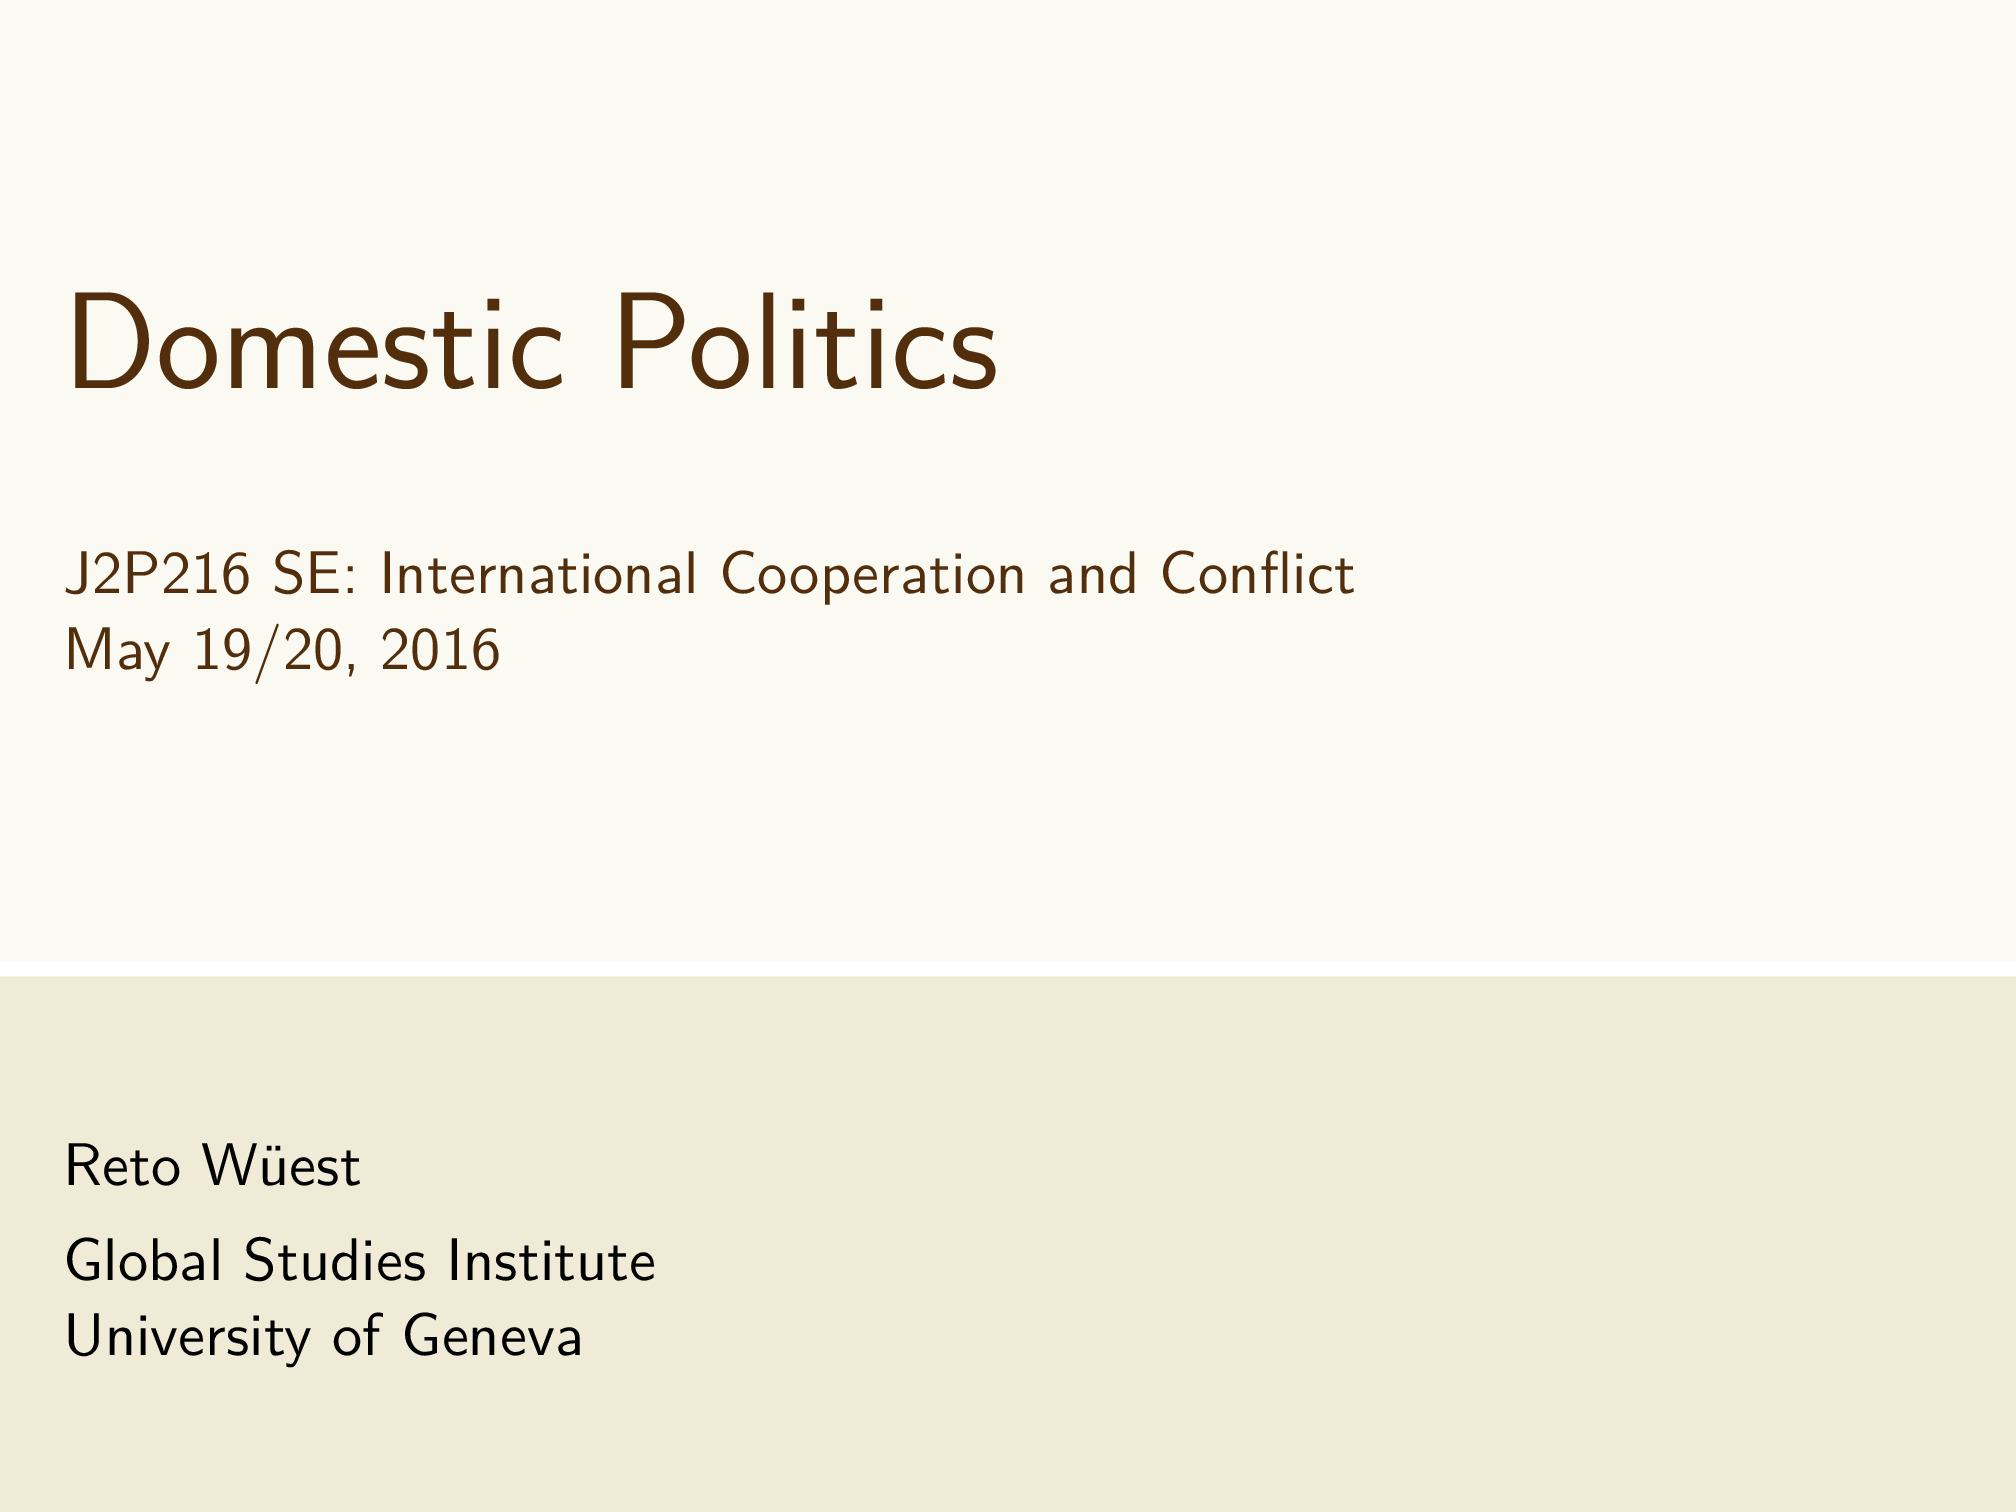 Domestic Politics
J2P216 SE: International Cooperation and Conflict
May 19/20, 2016
Reto Wüest
Global Studies Institute
University of Geneva